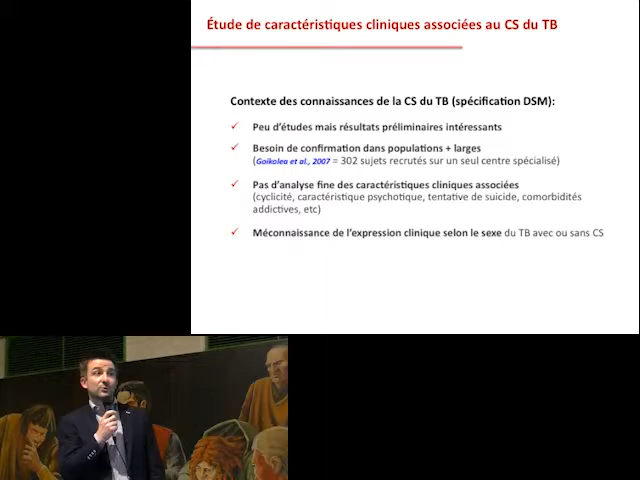 Étude de caractéristiques cliniques associées au CS du TB
Contexte des connaissances de la CS du TB (spécification DSM):
✓ Peu d'études mais résultats préliminaires intéressants
✓ Besoin de confirmation dans populations + larges
(Goikolea et al., 2007 = 302 sujets recrutés sur un seul centre spécialisé)
✓ Pas d'analyse fine des caractéristiques cliniques associées
(cyclicité, caractéristique psychotique, tentative de suicide, comorbidités
addictives, etc)
✓ Méconnaissance de l'expression clinique selon le sexe du TB avec ou sans CS